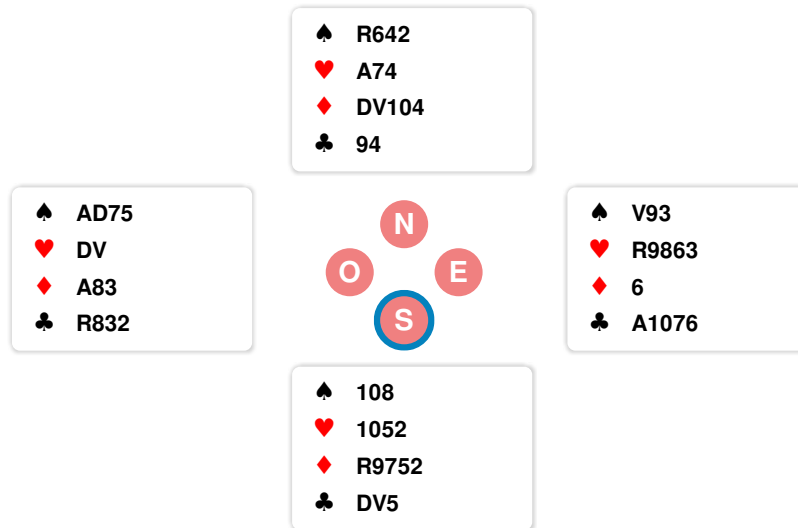 ♠ R642
♥ A74
♦ DV104
♣ 94
♠ AD75
♥ DV
♦ A83
♣ R832
N
O E
S
♠ V93
♥ R9863
♦ 6
♣ A1076
♠ 108
♥ 1052
♦ R9752
♣ DV5